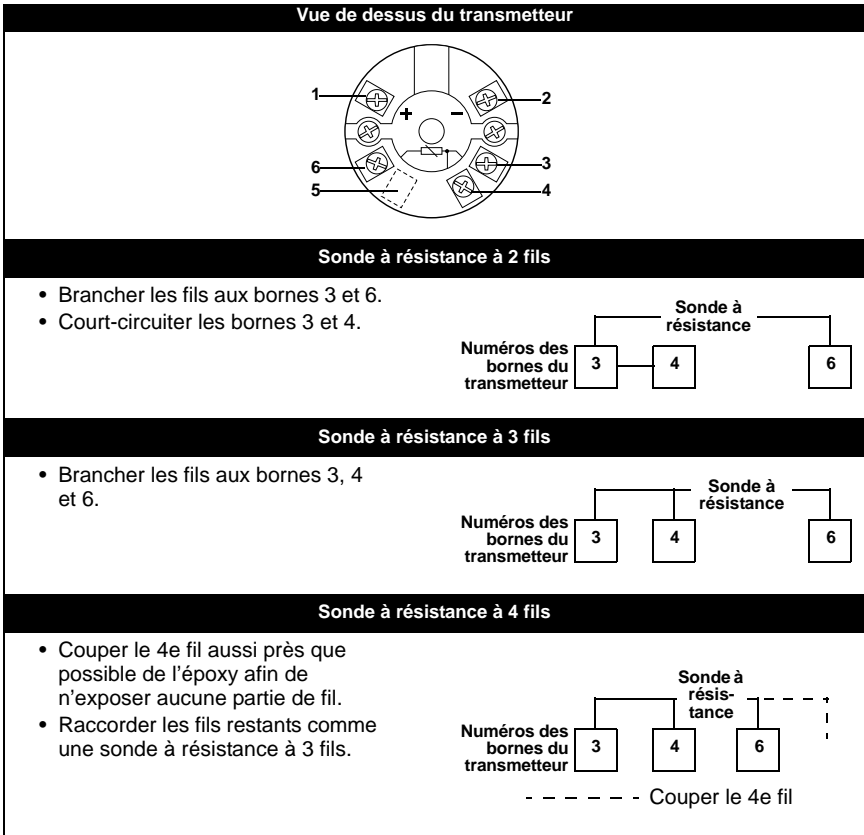 Vue de dessus du transmetteur
1
2
+
−
6
3
5
4
Sonde à résistance à 2 fils
• Brancher les fils aux bornes 3 et 6.
• Court-circuiter les bornes 3 et 4.
Sonde à
résistance
Numéros des
bornes du
transmetteur
3
4
6
Sonde à résistance à 3 fils
• Brancher les fils aux bornes 3, 4
et 6.
Sonde à
résistance
Numéros des
bornes du
transmetteur
3
4
6
Sonde à résistance à 4 fils
• Couper le 4e fil aussi près que
possible de l’époxy afin de
n’exposer aucune partie de fil.
• Raccorder les fils restants comme
une sonde à résistance à 3 fils.
Sonde à
résis-
tance
Numéros des
bornes du
transmetteur
3
4
6
Couper le 4e fil